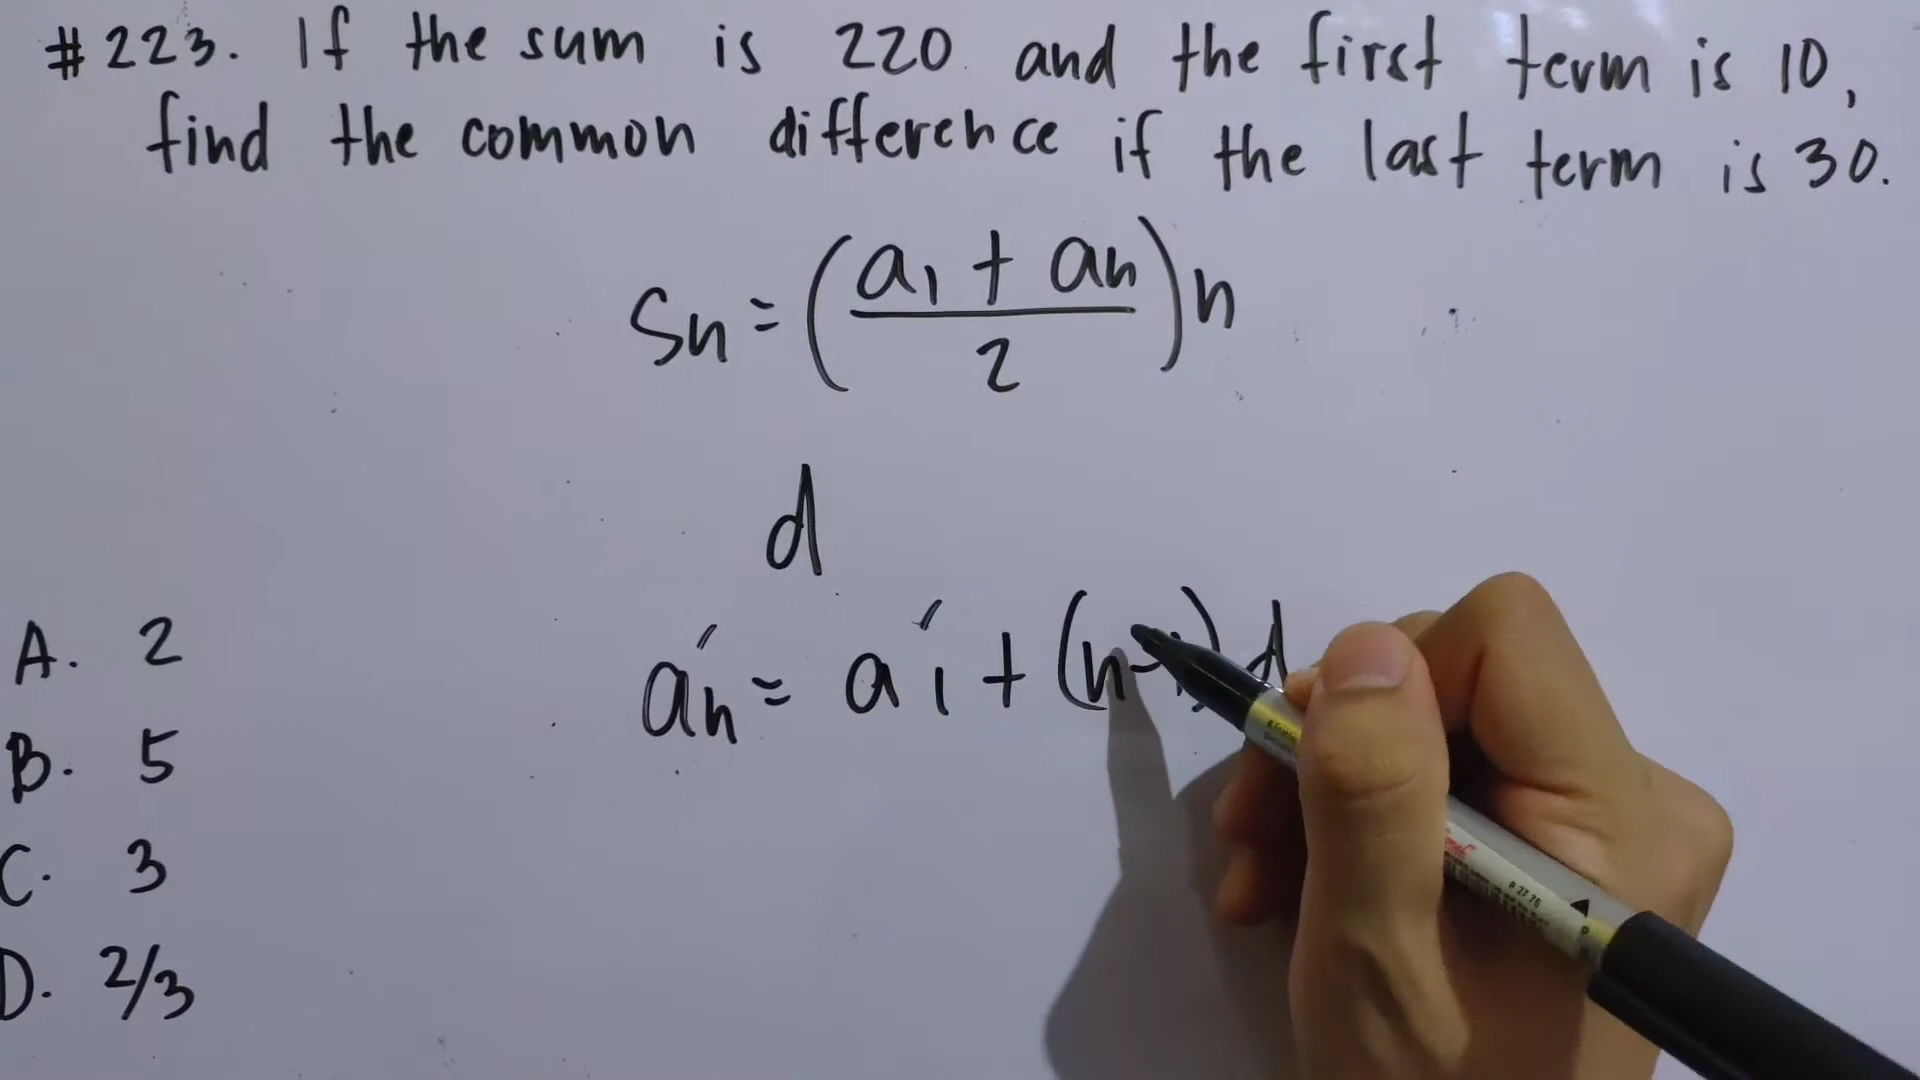 #223. If the sum is 220 and the first term is 10,
find the common difference if the last term is 30.
Sn = (a1 + an / 2) n
d
an = a1 + (n-1) d
A. 2
B. 5
C. 3
D. 2/3